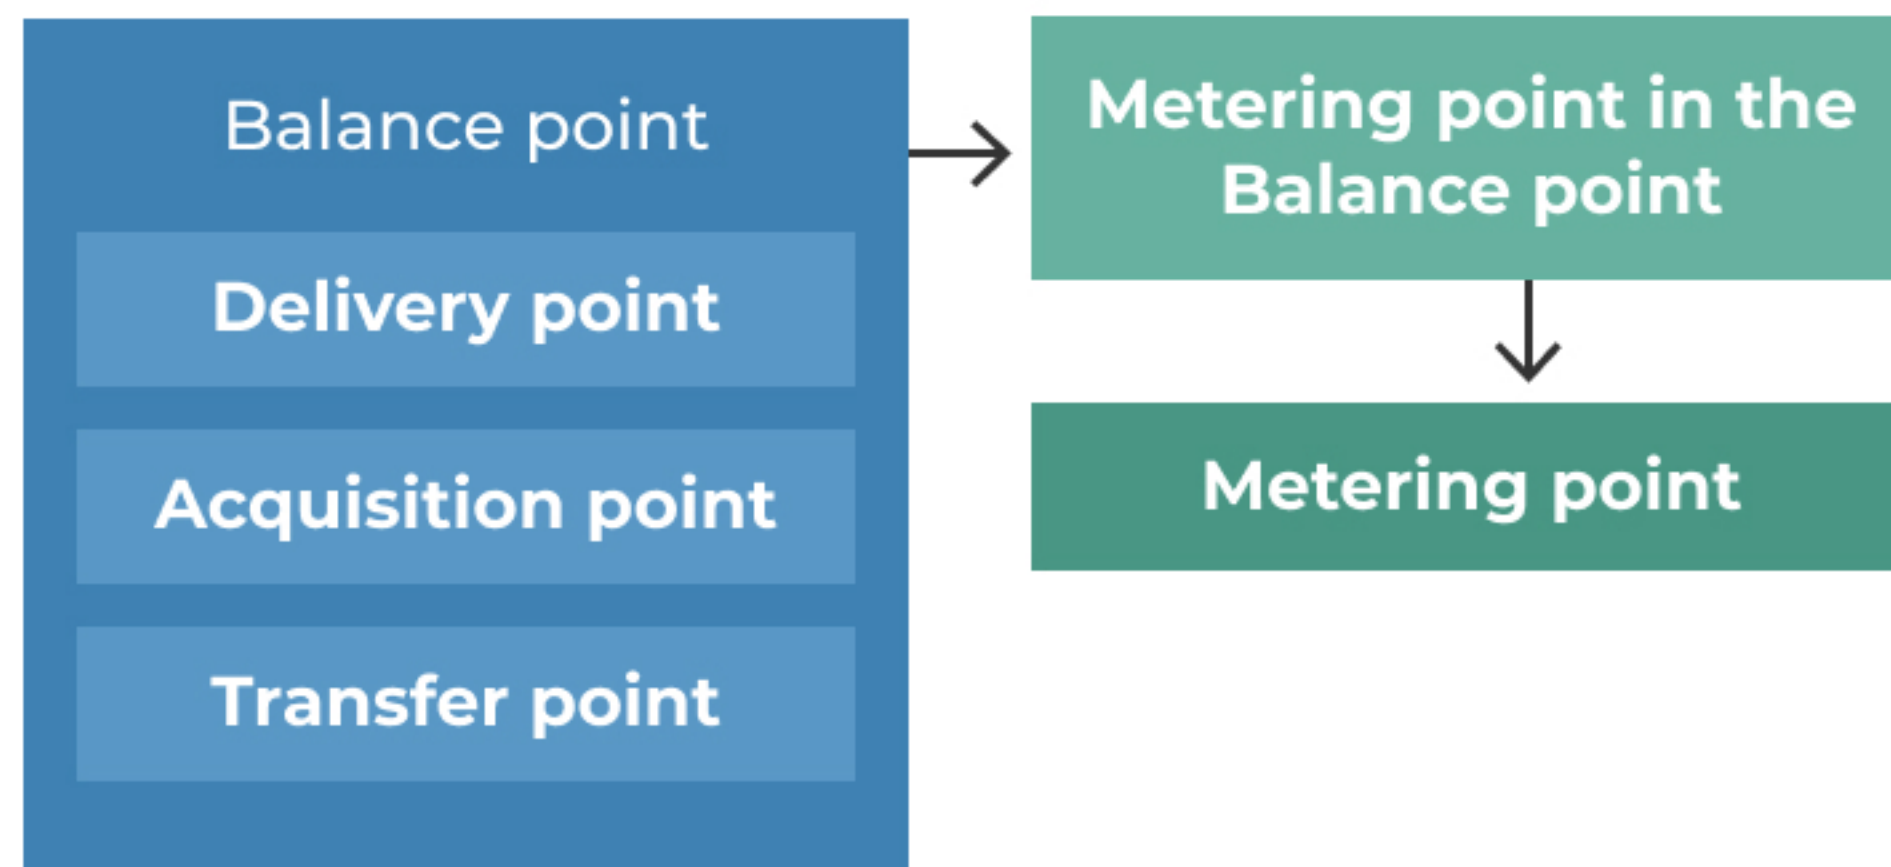 Balance point
Delivery point
Acquisition point
Transfer point
Metering point in the
Balance point
Metering point